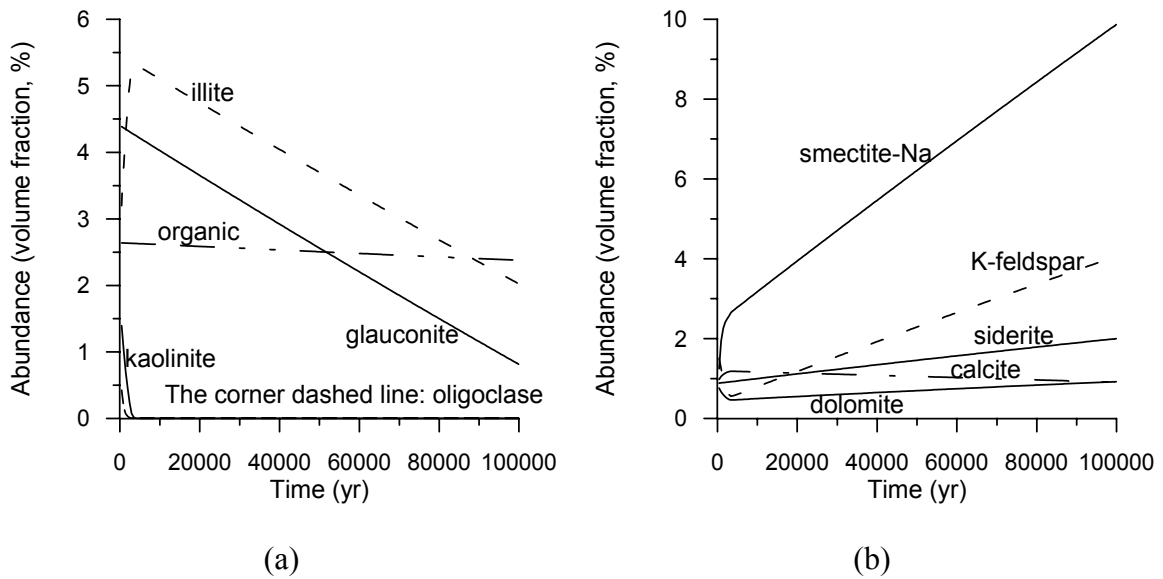 Abundance (volume fraction, %)
6
5
4
3
2
1
0
illite
organic
glauconite
kaolinite
The corner dashed line: oligoclase
0 20000 40000 60000 80000 100000
Time (yr)
(a)
Abundance (volume fraction, %)
10
8
6
4
2
0
smectite-Na
K-feldspar
siderite
calcite
dolomite
0 20000 40000 60000 80000 100000
Time (yr)
(b)